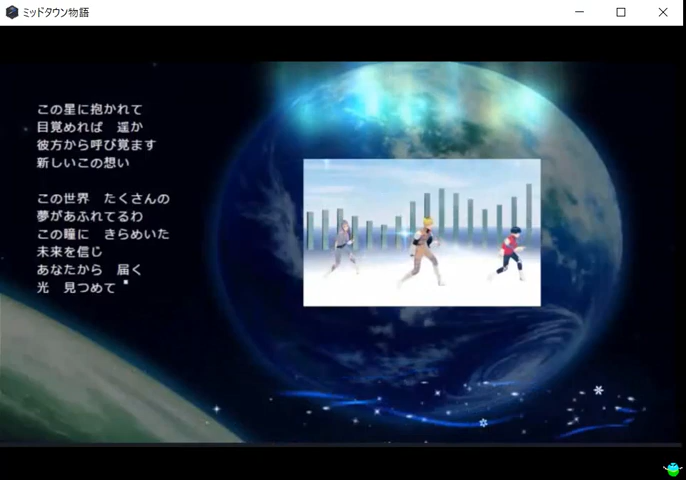 ミッドタウン物語
この星に抱かれて
目覚めれば　遥か
彼方から呼び覚ます
新しいこの想い
この世界　たくさんの
夢があふれてるわ
この瞳に　きらめいた
未来を信じ
あなたから　届く
光　見つめて